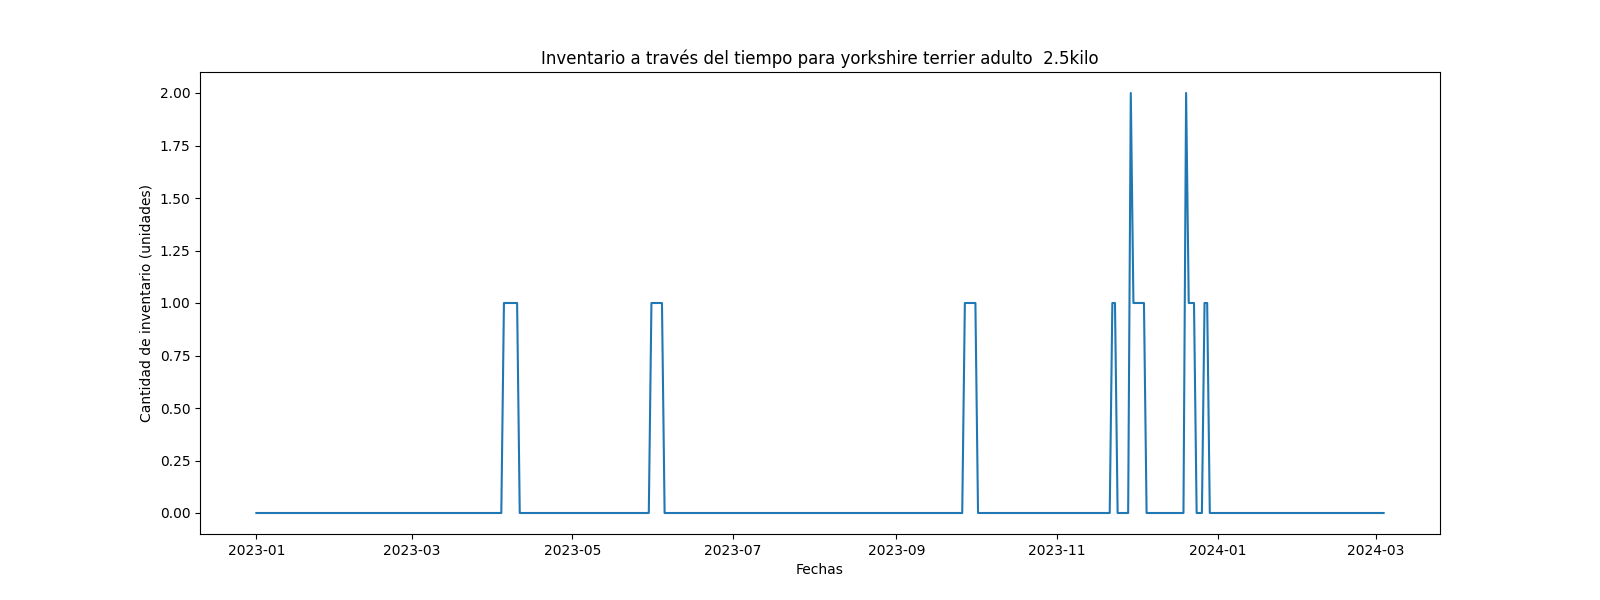 Inventario a través del tiempo para yorkshire terrier adulto  2.5kilo
Cantidad de inventario (unidades)
2.00
1.75
1.50
1.25
1.00
0.75
0.50
0.25
0.00
2023-01 2023-03 2023-05 2023-07 2023-09 2023-11 2024-01 2024-03
Fechas